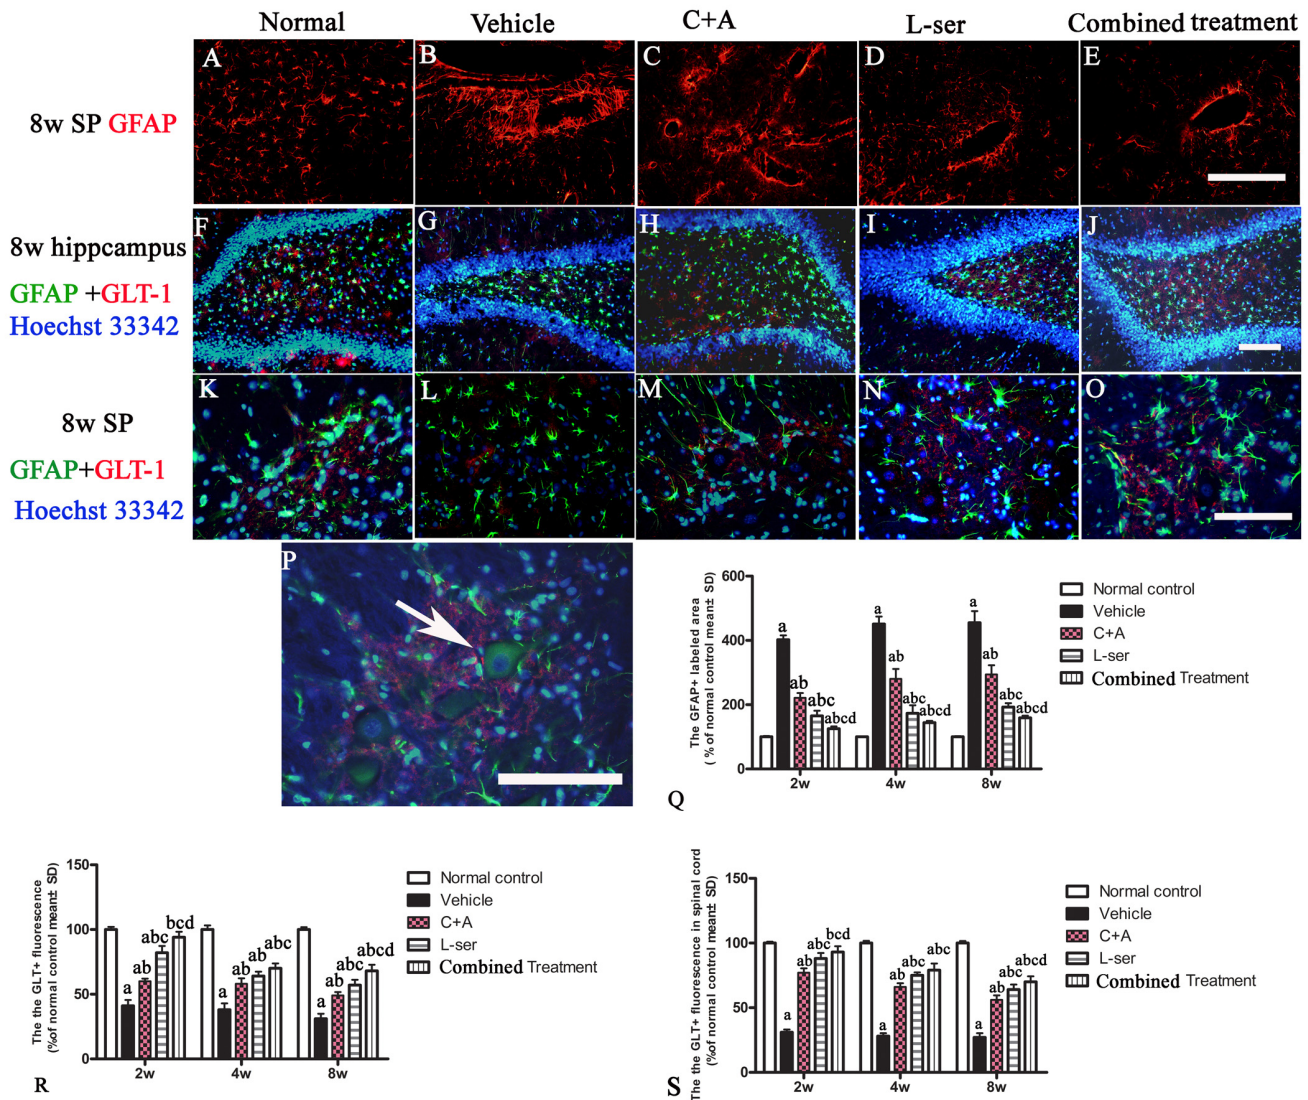 Normal
Vehicle
C+A
L-ser
Combined treatment
8w SP GFAP
A
B
C
D
E
8w hippcampus
GFAP +GLT-1
Hoechst 33342
F
G
H
I
J
8w SP
GFAP+GLT-1
Hoechst 33342
K
L
M
N
O
P
The GFAP+ labeled area
( % of normal control mean± SD)
600
400
200
0
a
ab
abc
abcd
a
ab
abc
abcd
a
ab
abc
abcd
2w
4w
8w
Normal control
Vehicle
C+A
L-ser
Combined Treatment
Q
The the GLT+ fluorescence
(%of normal control mean± SD)
150
100
50
0
a
ab
abc
bcd
a
ab
ab
abc
a
ab
abc
abcd
2w
4w
8w
Normal control
Vehicle
C+A
L-ser
Combined Treatment
R
The the GLT+ fluorescence in spinal cord
(%of normal control mean± SD)
150
100
50
0
a
ab
abc
bcd
a
ab
abc
abc
a
ab
abc
abcd
2w
4w
8w
Normal control
Vehicle
C+A
L-ser
Combined Treatment
S